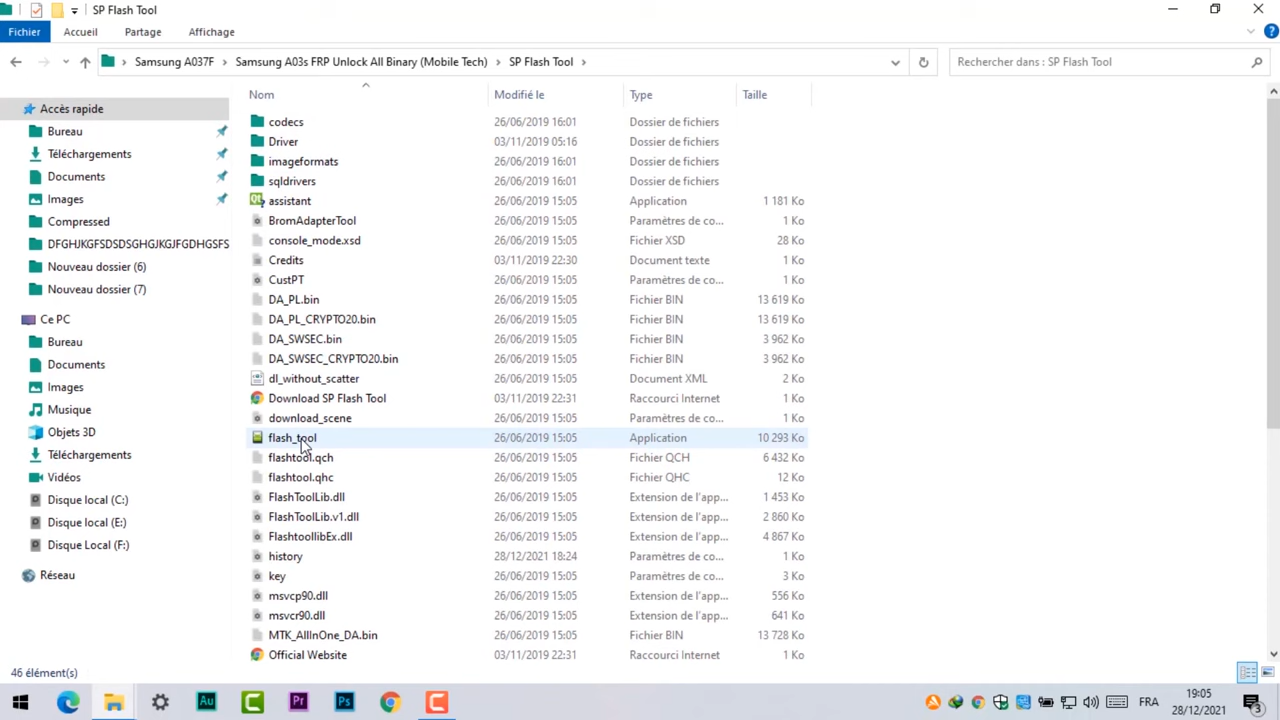 SP Flash Tool
Fichier Accueil Partage Affichage
Samsung A037F Samsung A03s FRP Unlock All Binary (Mobile Tech) SP Flash Tool
Rechercher dans : SP Flash Tool
Nom Modifié le Type Taille
Accès rapide
Bureau
Téléchargements
Documents
Images
Compressed
DFGHJKGFSDSDSGHGJKGJFGDHGSFS
Nouveau dossier (6)
Nouveau dossier (7)
Ce PC
Bureau
Documents
Images
Musique
Objets 3D
Téléchargements
Vidéos
Disque local (C:)
Disque local (E:)
Disque Local (F:)
Réseau
codecs 26/06/2019 16:01 Dossier de fichiers
Driver 03/11/2019 05:16 Dossier de fichiers
imageformats 26/06/2019 16:01 Dossier de fichiers
sqldrivers 26/06/2019 16:01 Dossier de fichiers
assistant 26/06/2019 15:05 Application 1 181 Ko
BromAdapterTool 26/06/2019 15:05 Paramètres de co... 1 Ko
console_mode.xsd 26/06/2019 15:05 Fichier XSD 28 Ko
Credits 03/11/2019 22:30 Document texte 1 Ko
CustPT 26/06/2019 15:05 Paramètres de co... 1 Ko
DA_PL.bin 26/06/2019 15:05 Fichier BIN 13 619 Ko
DA_PL_CRYPTO20.bin 26/06/2019 15:05 Fichier BIN 13 619 Ko
DA_SWSEC.bin 26/06/2019 15:05 Fichier BIN 3 962 Ko
DA_SWSEC_CRYPTO20.bin 26/06/2019 15:05 Fichier BIN 3 962 Ko
dl_without_scatter 26/06/2019 15:05 Document XML 2 Ko
Download SP Flash Tool 03/11/2019 22:31 Raccourci Internet 1 Ko
download_scene 26/06/2019 15:05 Paramètres de co... 1 Ko
flash_tool 26/06/2019 15:05 Application 10 293 Ko
flashtool.qch 26/06/2019 15:05 Fichier QCH 6 432 Ko
flashtool.qhc 26/06/2019 15:05 Fichier QHC 12 Ko
FlashToolLib.dll 26/06/2019 15:05 Extension de l'app... 1 453 Ko
FlashToolLib.v1.dll 26/06/2019 15:05 Extension de l'app... 2 860 Ko
FlashtoollibEx.dll 26/06/2019 15:05 Extension de l'app... 4 867 Ko
history 28/12/2021 18:24 Paramètres de co... 1 Ko
key 26/06/2019 15:05 Paramètres de co... 3 Ko
msvcp90.dll 26/06/2019 15:05 Extension de l'app... 556 Ko
msvcr90.dll 26/06/2019 15:05 Extension de l'app... 641 Ko
MTK_AllInOne_DA.bin 26/06/2019 15:05 Fichier BIN 13 728 Ko
Official Website 03/11/2019 22:31 Raccourci Internet 1 Ko
46 élément(s)
Au Pr Ps FRA 19:05
28/12/2021 3